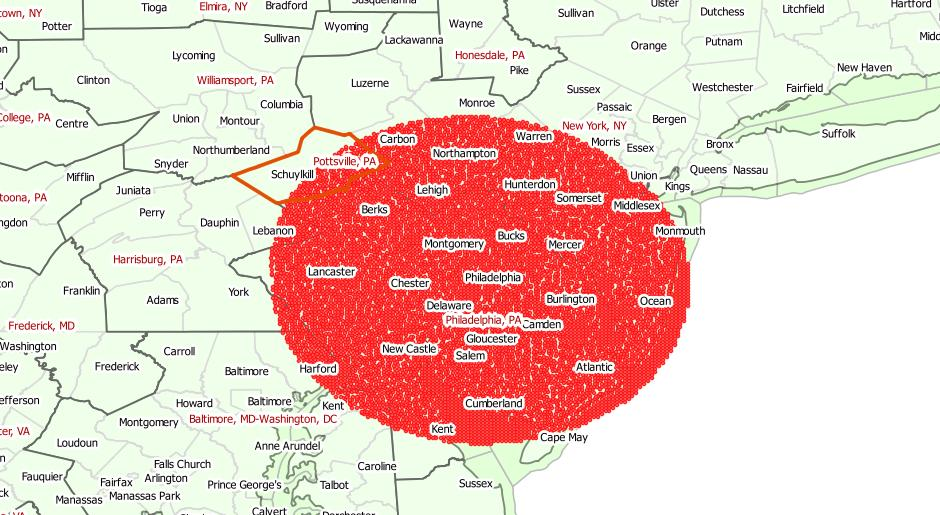 Susquehanna
Ulster
Tioga
Elmira, NY
Bradford
Litchfield
Hartford
town, NY
Dutchess
Sullivan
Potter
Wyoming
Wayne
Sullivan
Lackawanna
Orange
Putnam
Lycoming
Honesdale, PA
Pike
New Haven
Clinton
Williamsport, PA
Luzerne
Sussex
Westchester
Fairfield
Columbia
Monroe
Passaic
College, PA
Centre
Union
Montour
Bergen
New York, NY
Suffolk
Carbon
Warren
Morris
Essex
Bronx
Northumberland
Northampton
Snyder
Pottsville, PA
Queens
Nassau
Mifflin
Schuylkill
Union
Kings
Juniata
Lehigh
Hunterdon
Somerset
Middlesex
toona, PA
Perry
Berks
Dauphin
Lebanon
Monmouth
Bucks
Montgomery
Mercer
Harrisburg, PA
Lancaster
Philadelphia
Chester
Franklin
York
Adams
Burlington
Ocean
Delaware
Philadelphia, PA
Camden
Frederick, MD
Gloucester
Washington
Carroll
New Castle
Salem
Frederick
Baltimore
Harford
Atlantic
Howard
Baltimore
Kent
Cumberland
Montgomery
Baltimore, MD-Washington, DC
Kent
Cape May
Loudoun
Anne Arundel
Falls Church
Caroline
Fauquier
Fairfax
Arlington
Prince George's
Talbot
Sussex
Manassas
Manassas Park
Calvert
Dorchester